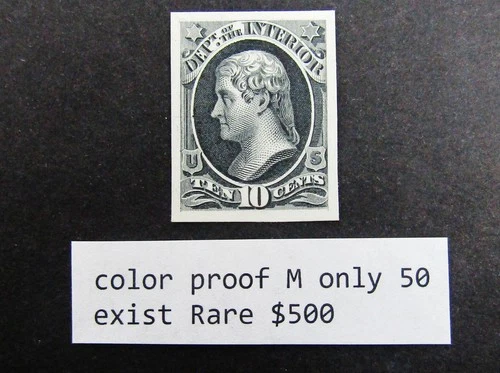 DEPT. OF THE INTERIOR
U S
TEN 10 CENTS
color proof M only 50
exist Rare $500